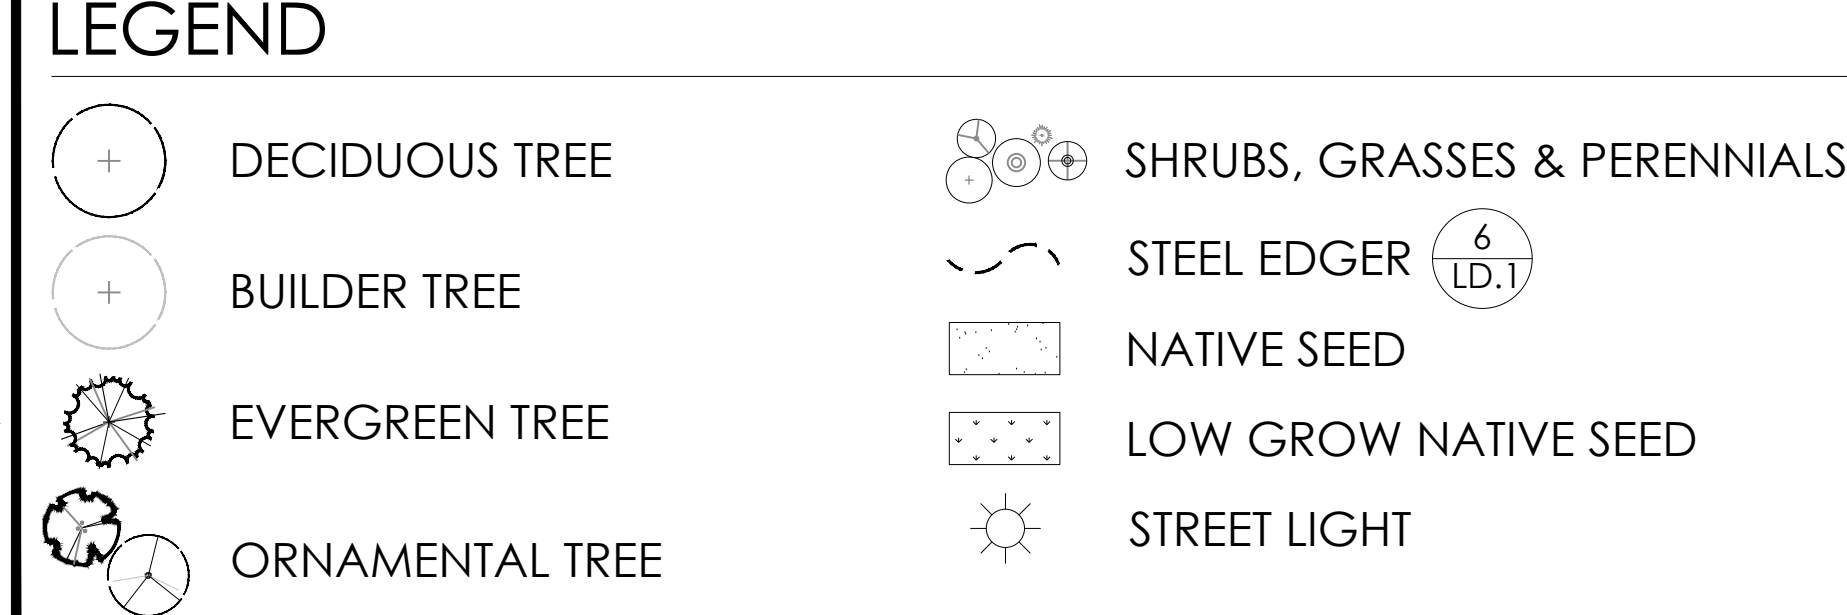 LEGEND
DECIDUOUS TREE
BUILDER TREE
EVERGREEN TREE
ORNAMENTAL TREE
SHRUBS, GRASSES & PERENNIALS
STEEL EDGER
6
LD.1
NATIVE SEED
LOW GROW NATIVE SEED
STREET LIGHT